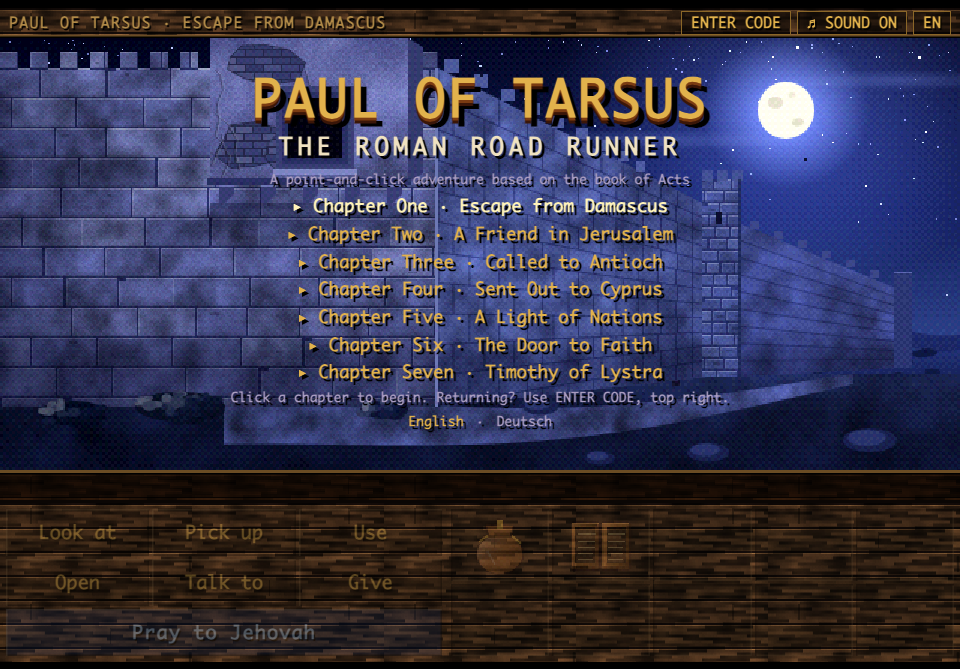 PAUL OF TARSUS · ESCAPE FROM DAMASCUS
ENTER CODE
♬ SOUND ON
EN
PAUL OF TARSUS
THE ROMAN ROAD RUNNER
A point-and-click adventure based on the book of Acts
▸ Chapter One · Escape from Damascus
▸ Chapter Two · A Friend in Jerusalem
▸ Chapter Three · Called to Antioch
▸ Chapter Four · Sent Out to Cyprus
▸ Chapter Five · A Light of Nations
▸ Chapter Six · The Door to Faith
▸ Chapter Seven · Timothy of Lystra
Click a chapter to begin. Returning? Use ENTER CODE, top right.
English · Deutsch
Look at Pick up Use
Open Talk to Give
Pray to Jehovah